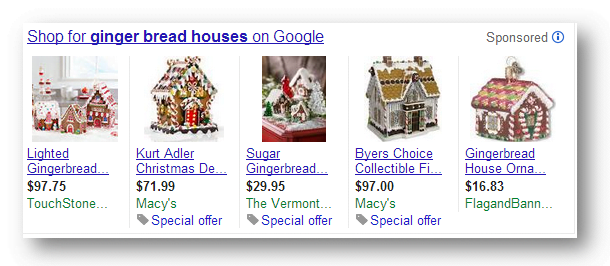 Shop for ginger bread houses on Google
Sponsored
Lighted
Gingerbread...
$97.75
TouchStone...
Kurt Adler
Christmas De...
$71.99
Macy's
Special offer
Sugar
Gingerbread...
$29.95
The Vermont...
Special offer
Byers Choice
Collectible Fi...
$97.00
Macy's
Special offer
Gingerbread
House Orna...
$16.83
FlagandBann...